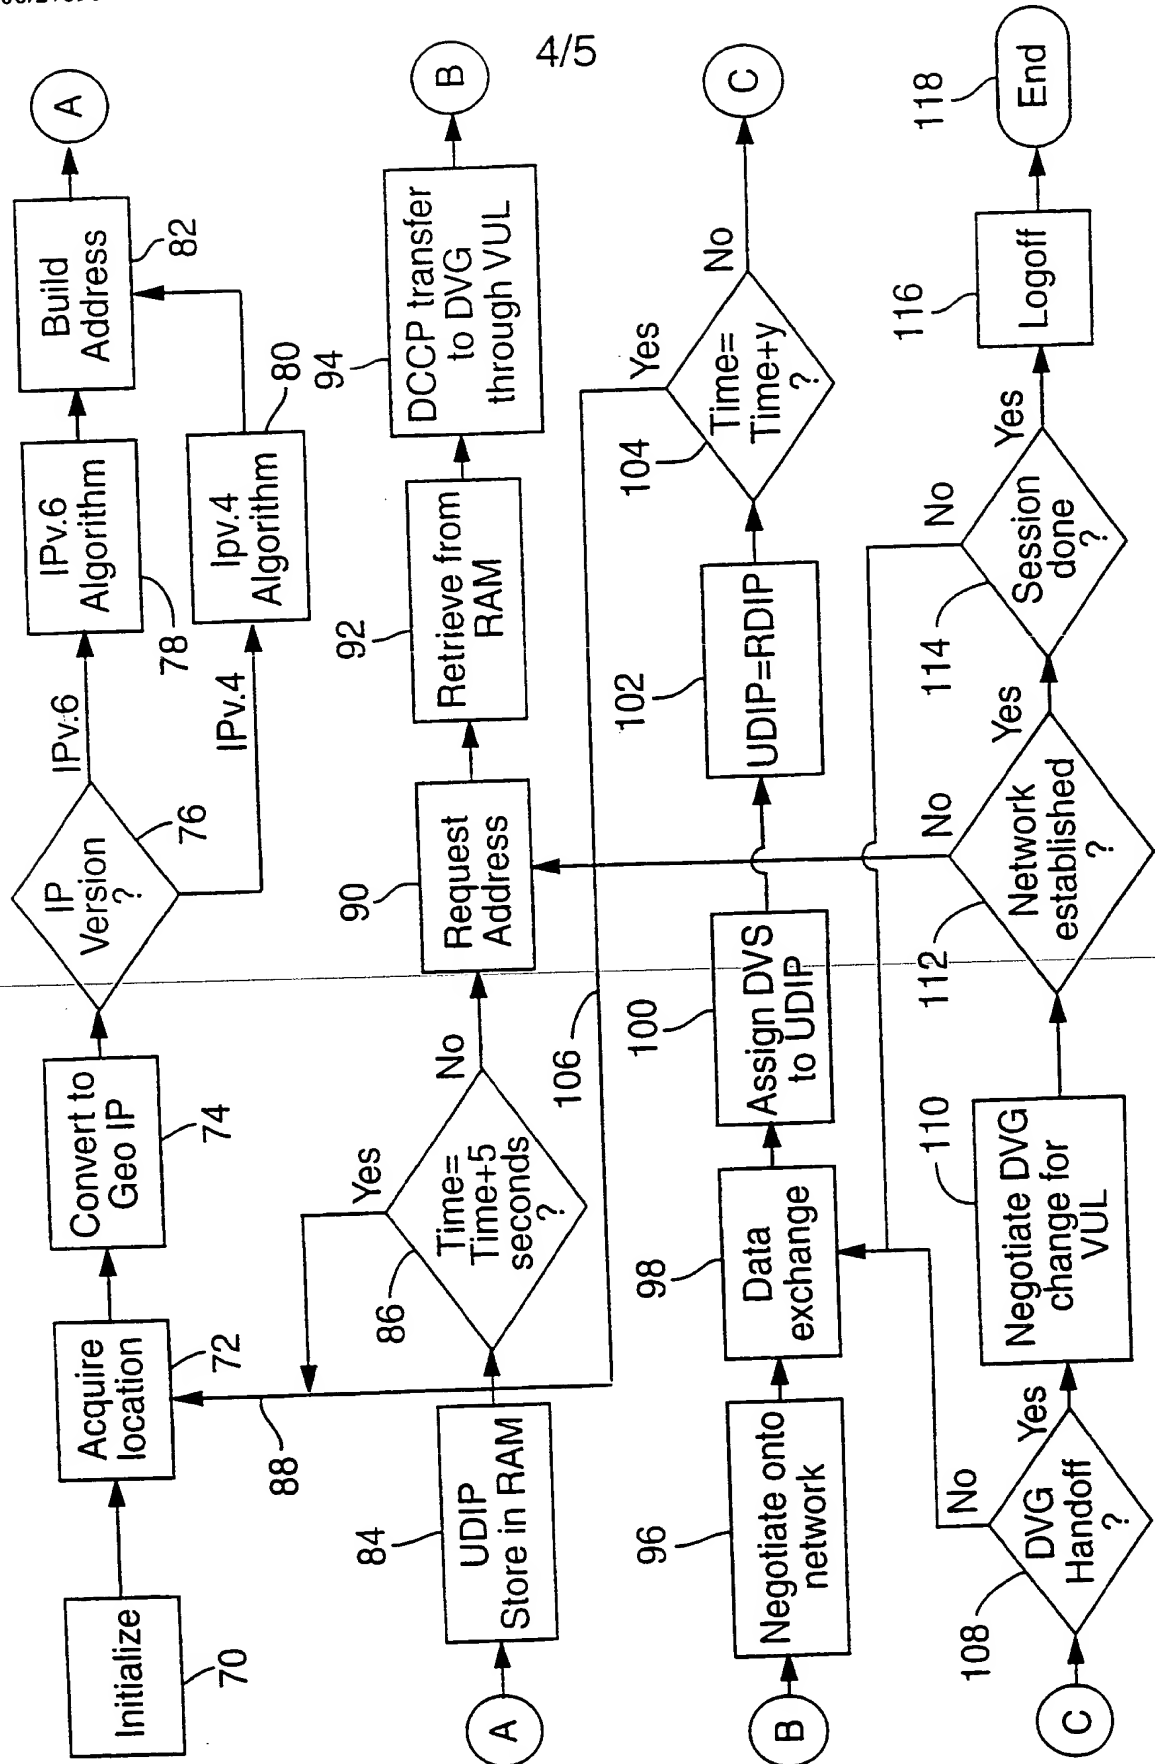 4/5
Initialize
70
Acquire
location
72
88
Convert to
Geo IP
74
IP
Version
?
76
IPv.6
IPv.4
IPv.6
Algorithm
78
Ipv.4
Algorithm
80
Build
Address
82
A
A
UDIP
Store in RAM
84
Time=
Time+5
seconds
?
86
Yes
No
Request
Address
90
Retrieve from
RAM
92
DCCP transfer
to DVG
through VUL
94
B
106
B
Negotiate onto
network
96
Data
exchange
98
Assign DVS
to UDIP
100
UDIP=RDIP
102
Time=
Time+y
?
104
Yes
No
C
C
DVG
Handoff
?
108
No
Yes
Negotiate DVG
change for
VUL
110
Network
established
?
112
No
Yes
Session
done
?
114
No
Yes
Logoff
116
End
118